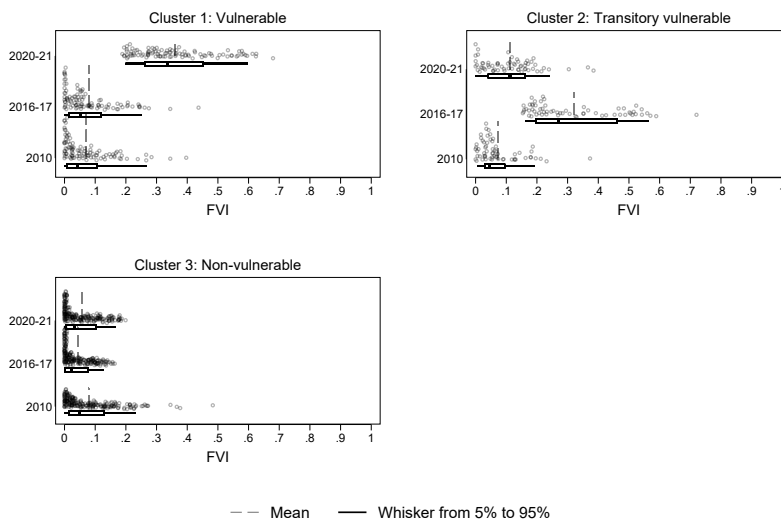 Cluster 1: Vulnerable
2020-21
2016-17
2010
0 .1 .2 .3 .4 .5 .6 .7 .8 .9 1
FVI
Cluster 2: Transitory vulnerable
2020-21
2016-17
2010
0 .1 .2 .3 .4 .5 .6 .7 .8 .9 1
FVI
Cluster 3: Non-vulnerable
2020-21
2016-17
2010
0 .1 .2 .3 .4 .5 .6 .7 .8 .9 1
FVI
Mean Whisker from 5% to 95%